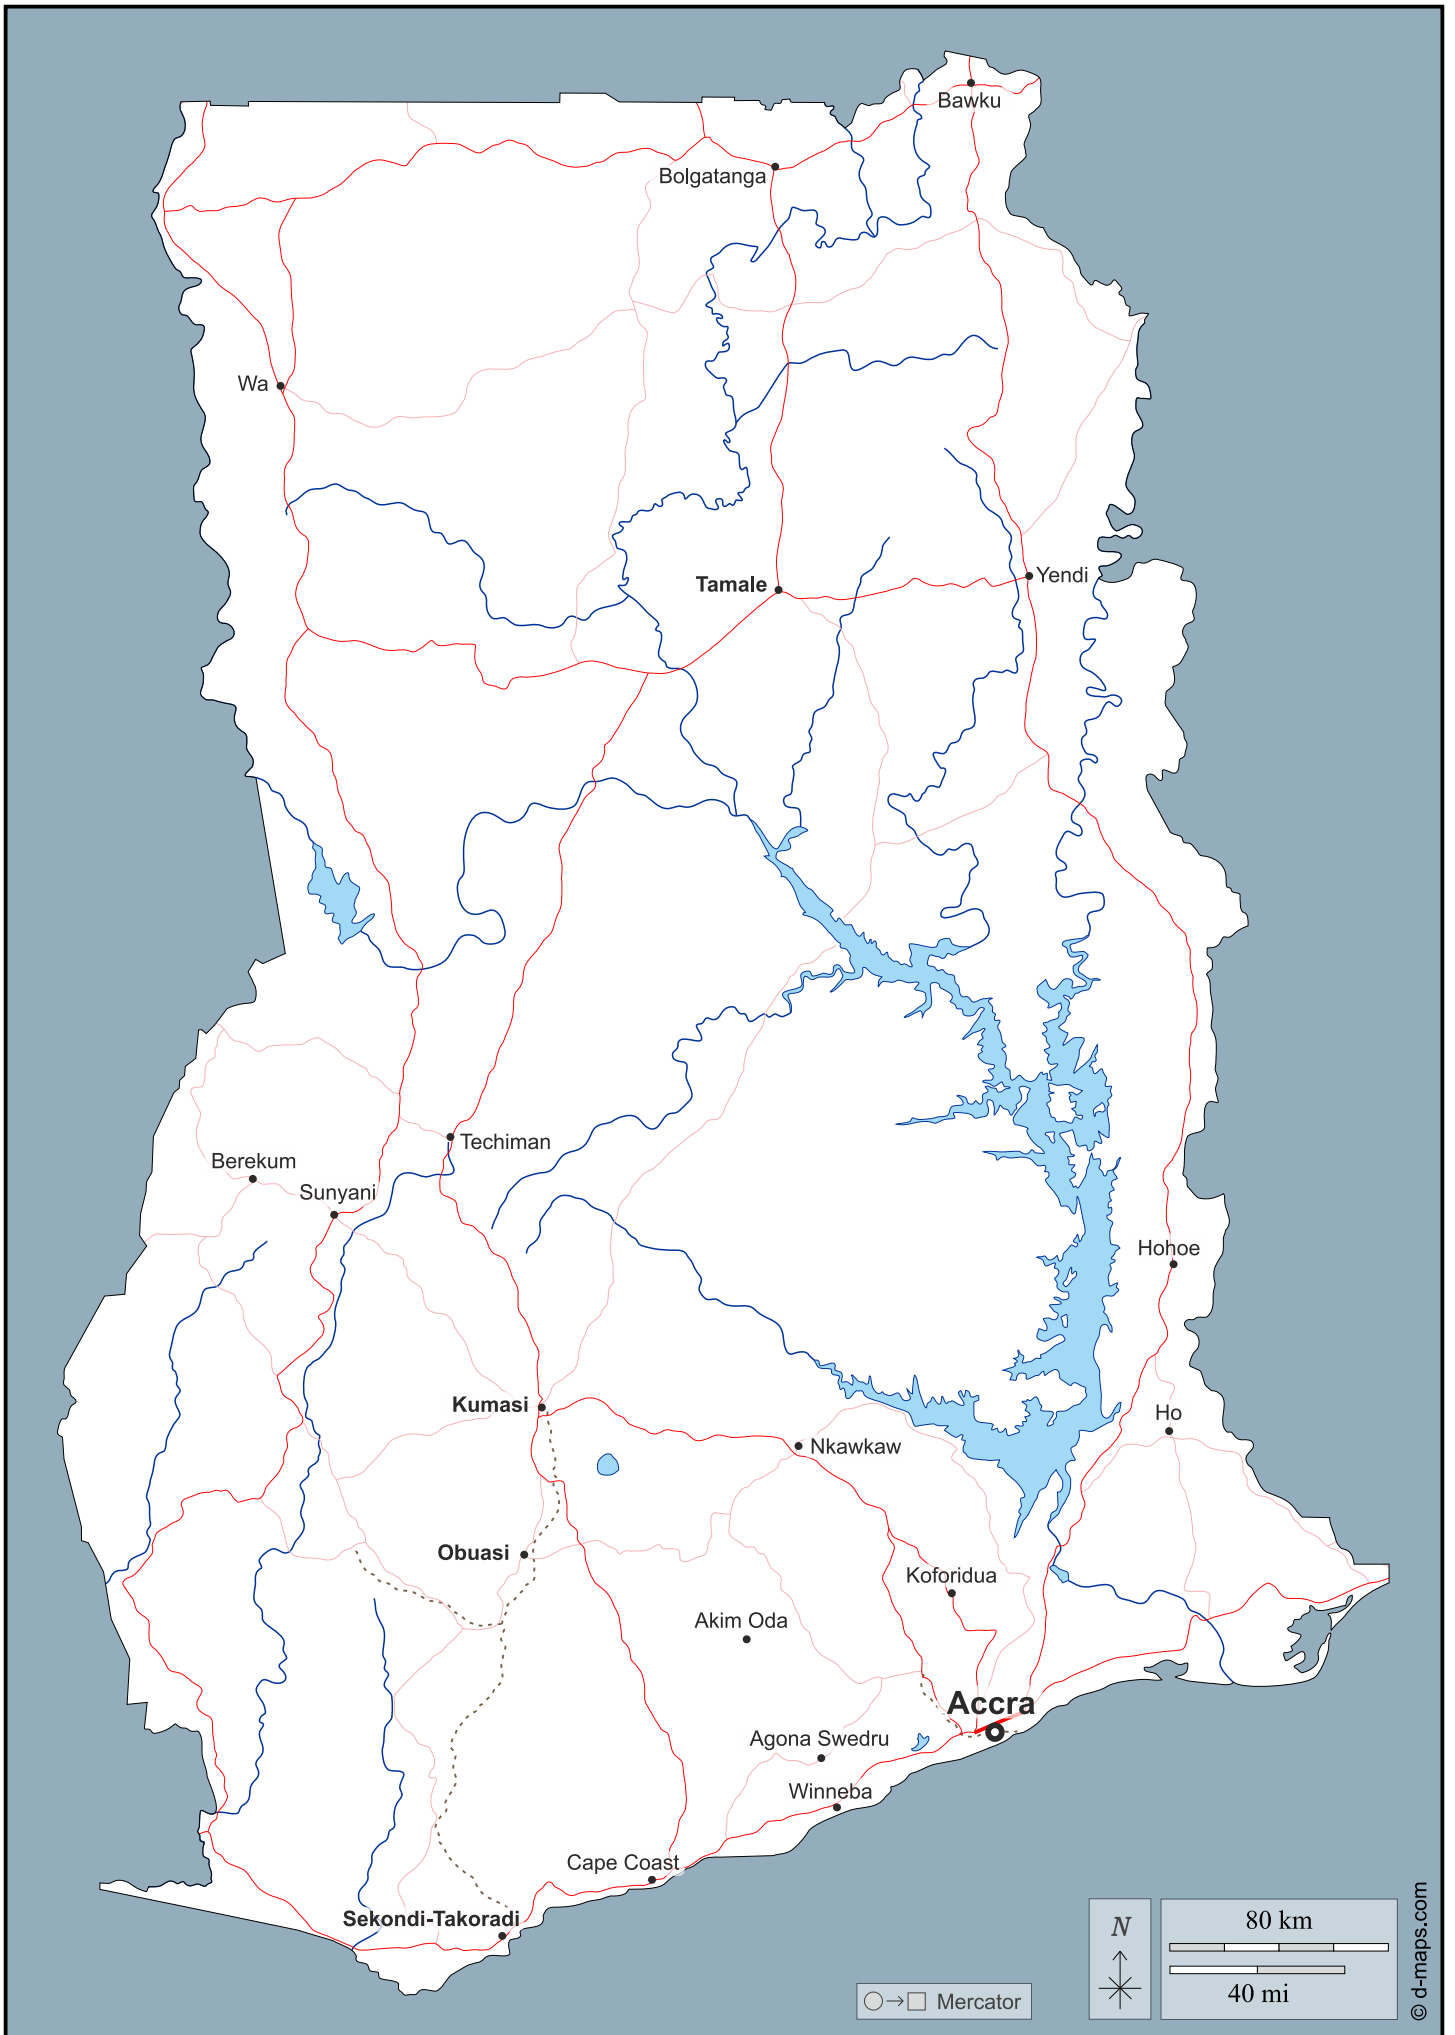 Bawku
Bolgatanga
Wa
Tamale
Yendi
Techiman
Berekum
Sunyani
Hohoe
Kumasi
Ho
Nkawkaw
Obuasi
Koforidua
Akim Oda
Accra
Agona Swedru
Winneba
Cape Coast
Sekondi-Takoradi
N
80 km
40 mi
Mercator
© d-maps.com